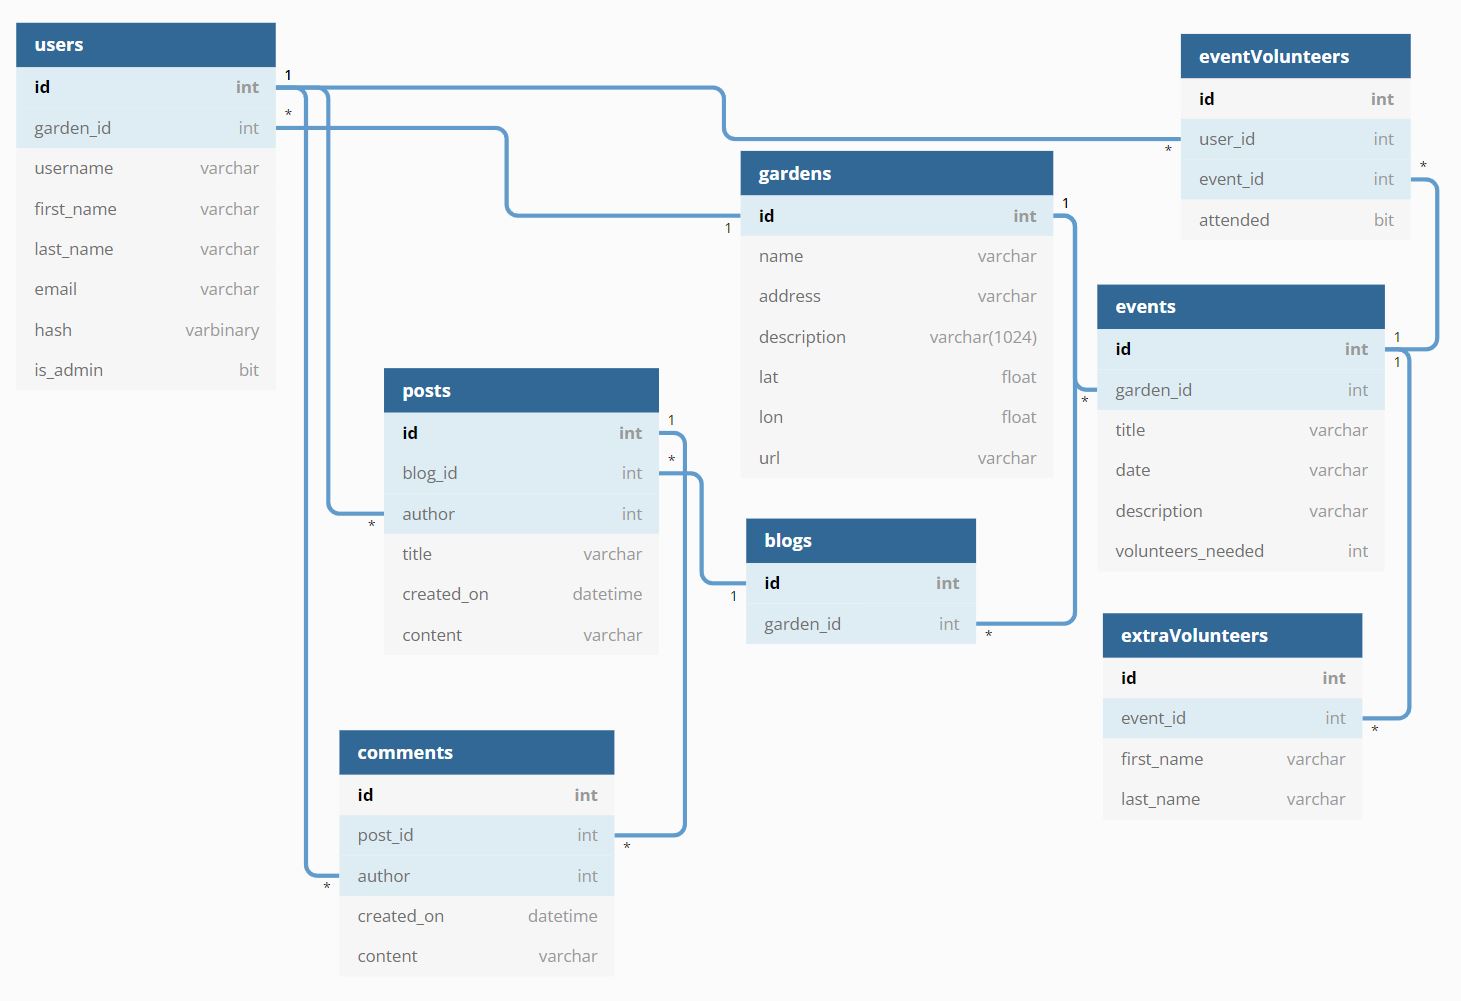 users
id int
garden_id int
username varchar
first_name varchar
last_name varchar
email varchar
hash varbinary
is_admin bit
1
*
eventVolunteers
id int
user_id int
event_id int
attended bit
*
*
gardens
id int
name varchar
address varchar
description varchar(1024)
lat float
lon float
url varchar
1
1
events
id int
garden_id int
title varchar
date varchar
description varchar
volunteers_needed int
1
1
*
posts
id int
blog_id int
author int
title varchar
created_on datetime
content varchar
1
*
*
blogs
id int
garden_id int
1
*
extraVolunteers
id int
event_id int
first_name varchar
last_name varchar
*
comments
id int
post_id int
author int
created_on datetime
content varchar
*
*